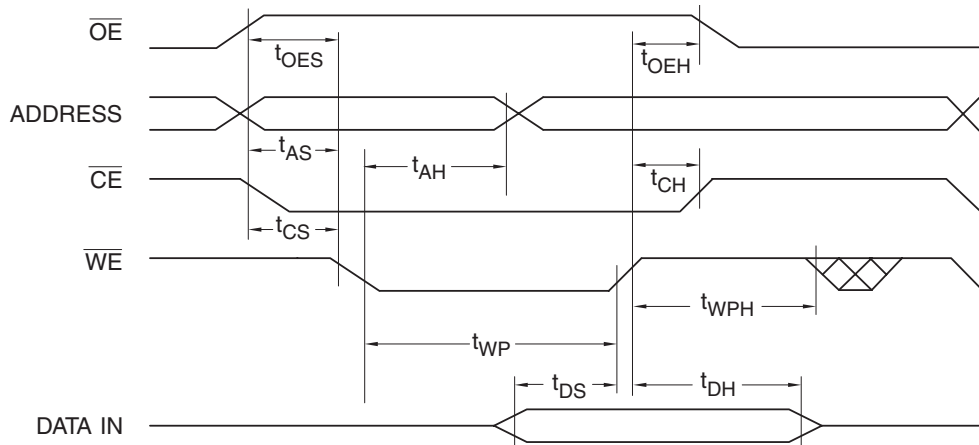 OE
tOES
tOEH
ADDRESS
tAS
tAH
tCH
CE
tCS
WE
tWPH
tWP
tDS
tDH
DATA IN